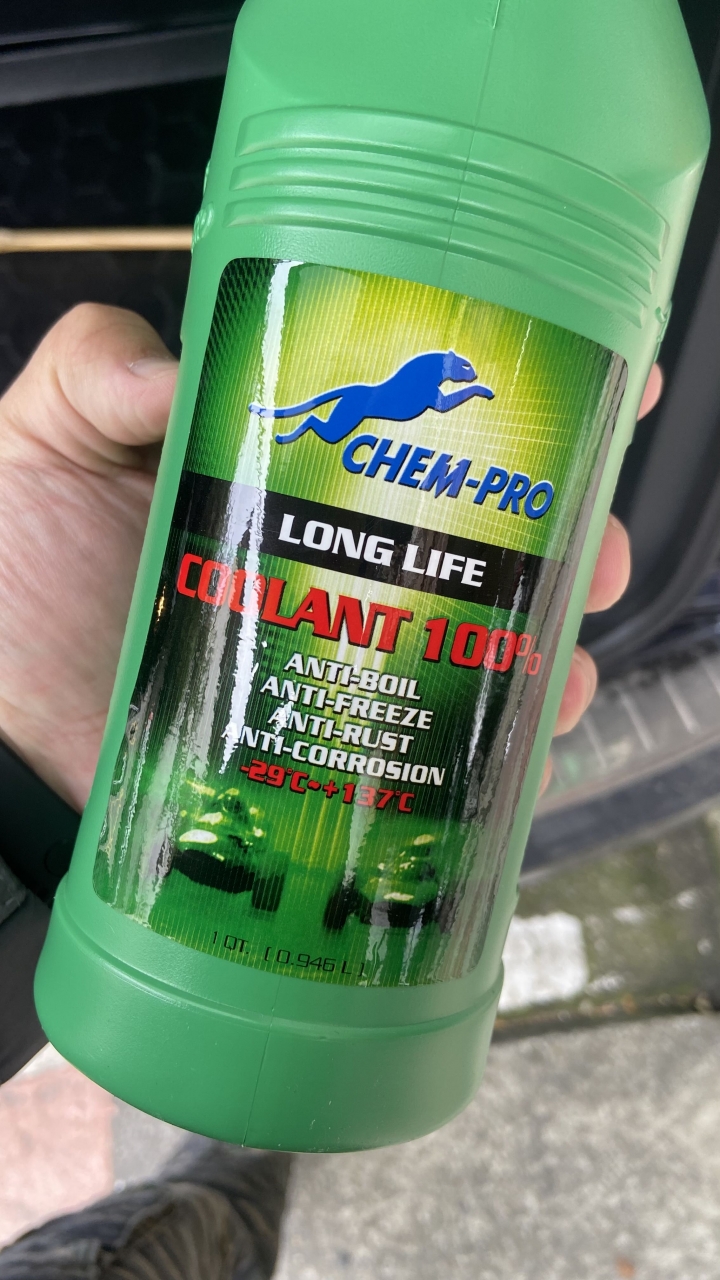 CHEM-PRO
LONG LIFE
COOLANT 100%
ANTI-BOIL
ANTI-FREEZE
ANTI-RUST
ANTI-CORROSION
-29°C•+137°C
1 QT. [ 0.946 L ]